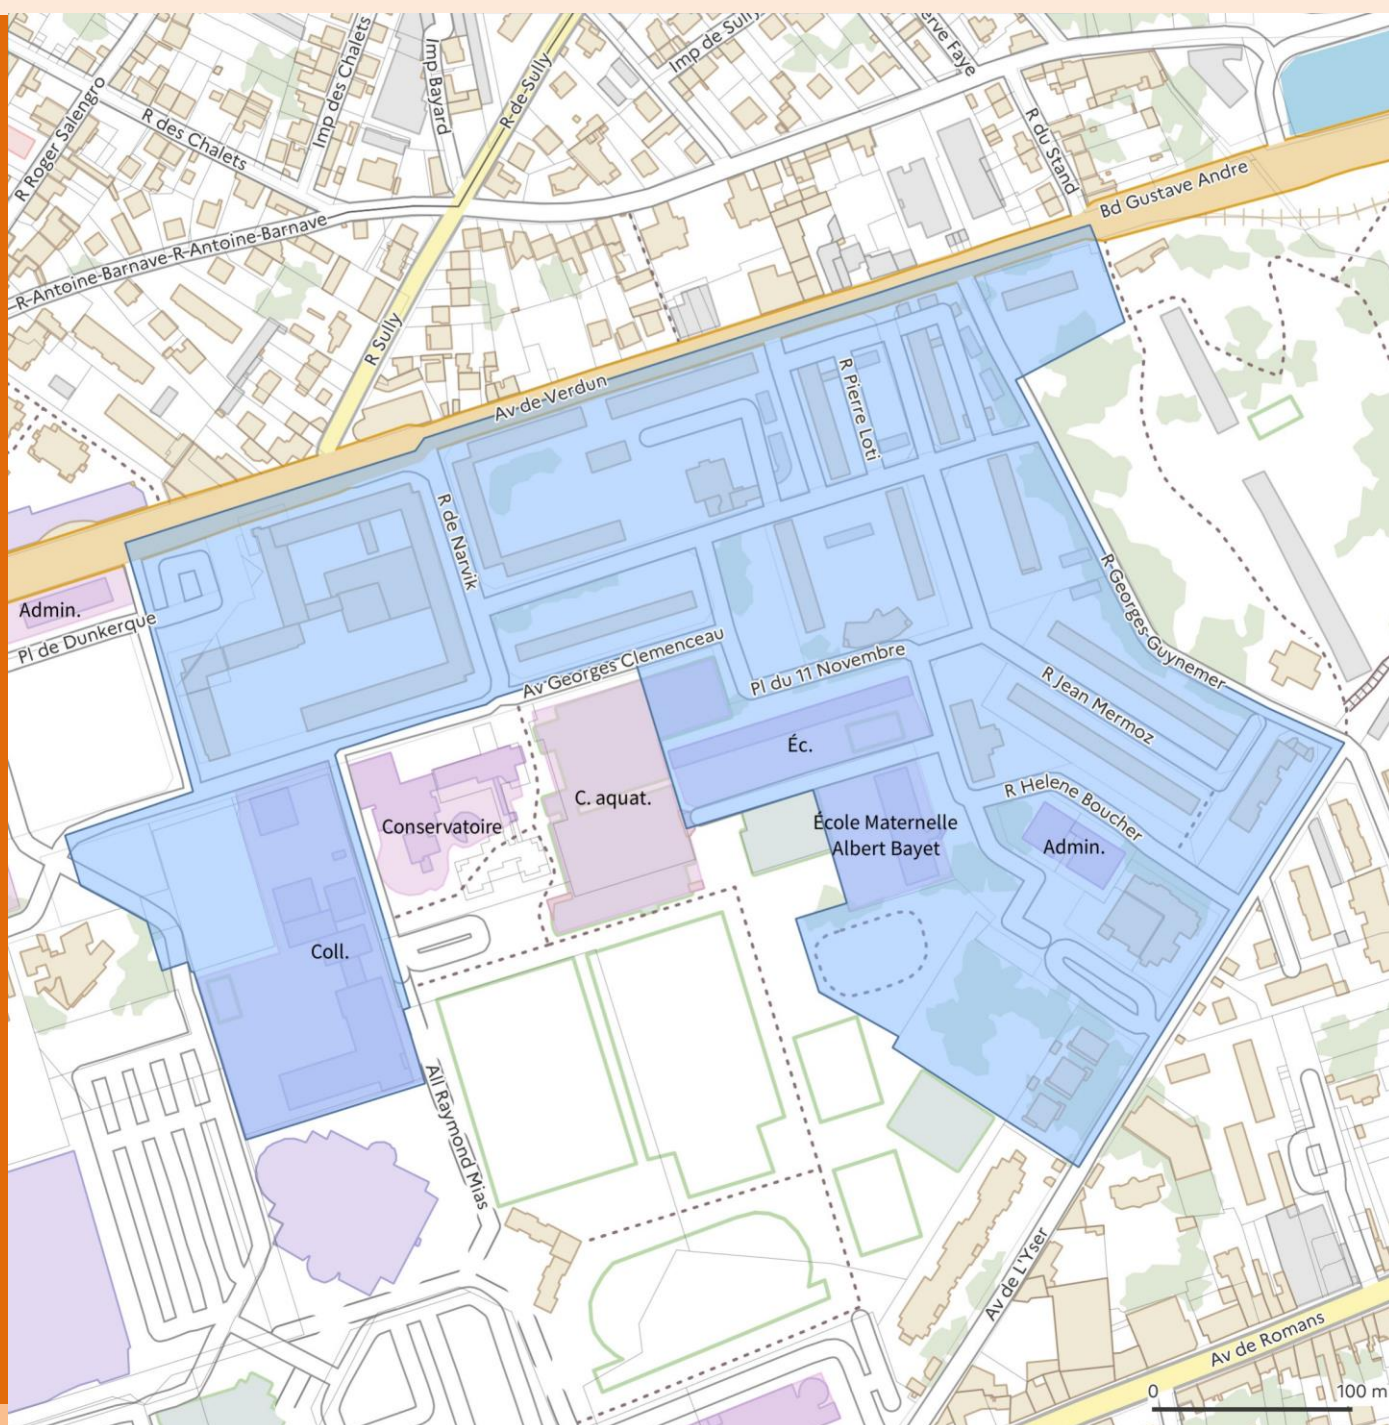 Imp des Chalets
Imp Bayard
R-de-Sully
Imp de Sully
erve Faye
R Roger Salengro
R des Chalets
R du Stand
Bd Gustave Andre
R-Antoine-Barnave-R-Antoine-Barnave
R Sully
Av de Verdun
R Pierre Loti
R de Narvik
Admin.
Pl de Dunkerque
R Georges-Guynemer
Av Georges Clemenceau
Pl du 11 Novembre
R Jean Mermoz
Éc.
R Helene Boucher
C. aquat.
Conservatoire
École Maternelle
Albert Bayet
Admin.
Coll.
All Raymond Mias
Av de L'Yser
Av de Romans
0
100 m